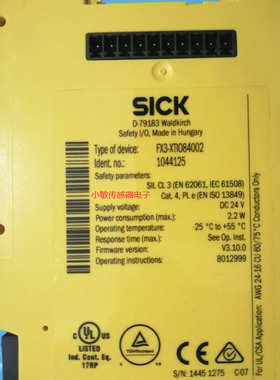 SICK
D-79183 Waldkirch
Safety I/O, Made in Hungary
Type of device: FX3-XTIO84002
Ident. no.: 1044125
小敏传感器电子
Safety parameters:
SIL CL 3 (EN 62061, IEC 61508)
Cat. 4, PL e (EN ISO 13849)
Supply voltage: DC 24 V
Power consumption (max.) 2.2 W
Operating temperature: -25 °C to +55 °C
Response time (max.): See Op. Inst.
Firmware version: V3.10.0
Operating instructions: 8012999
For UL/CSA Application: AWG 24-16 CU 60/75 °C Conductors Only
C UL US
LISTED
Ind. Cont. Eq.
17RP
TÜVRheinland
S/N: 1445 1275 C-07